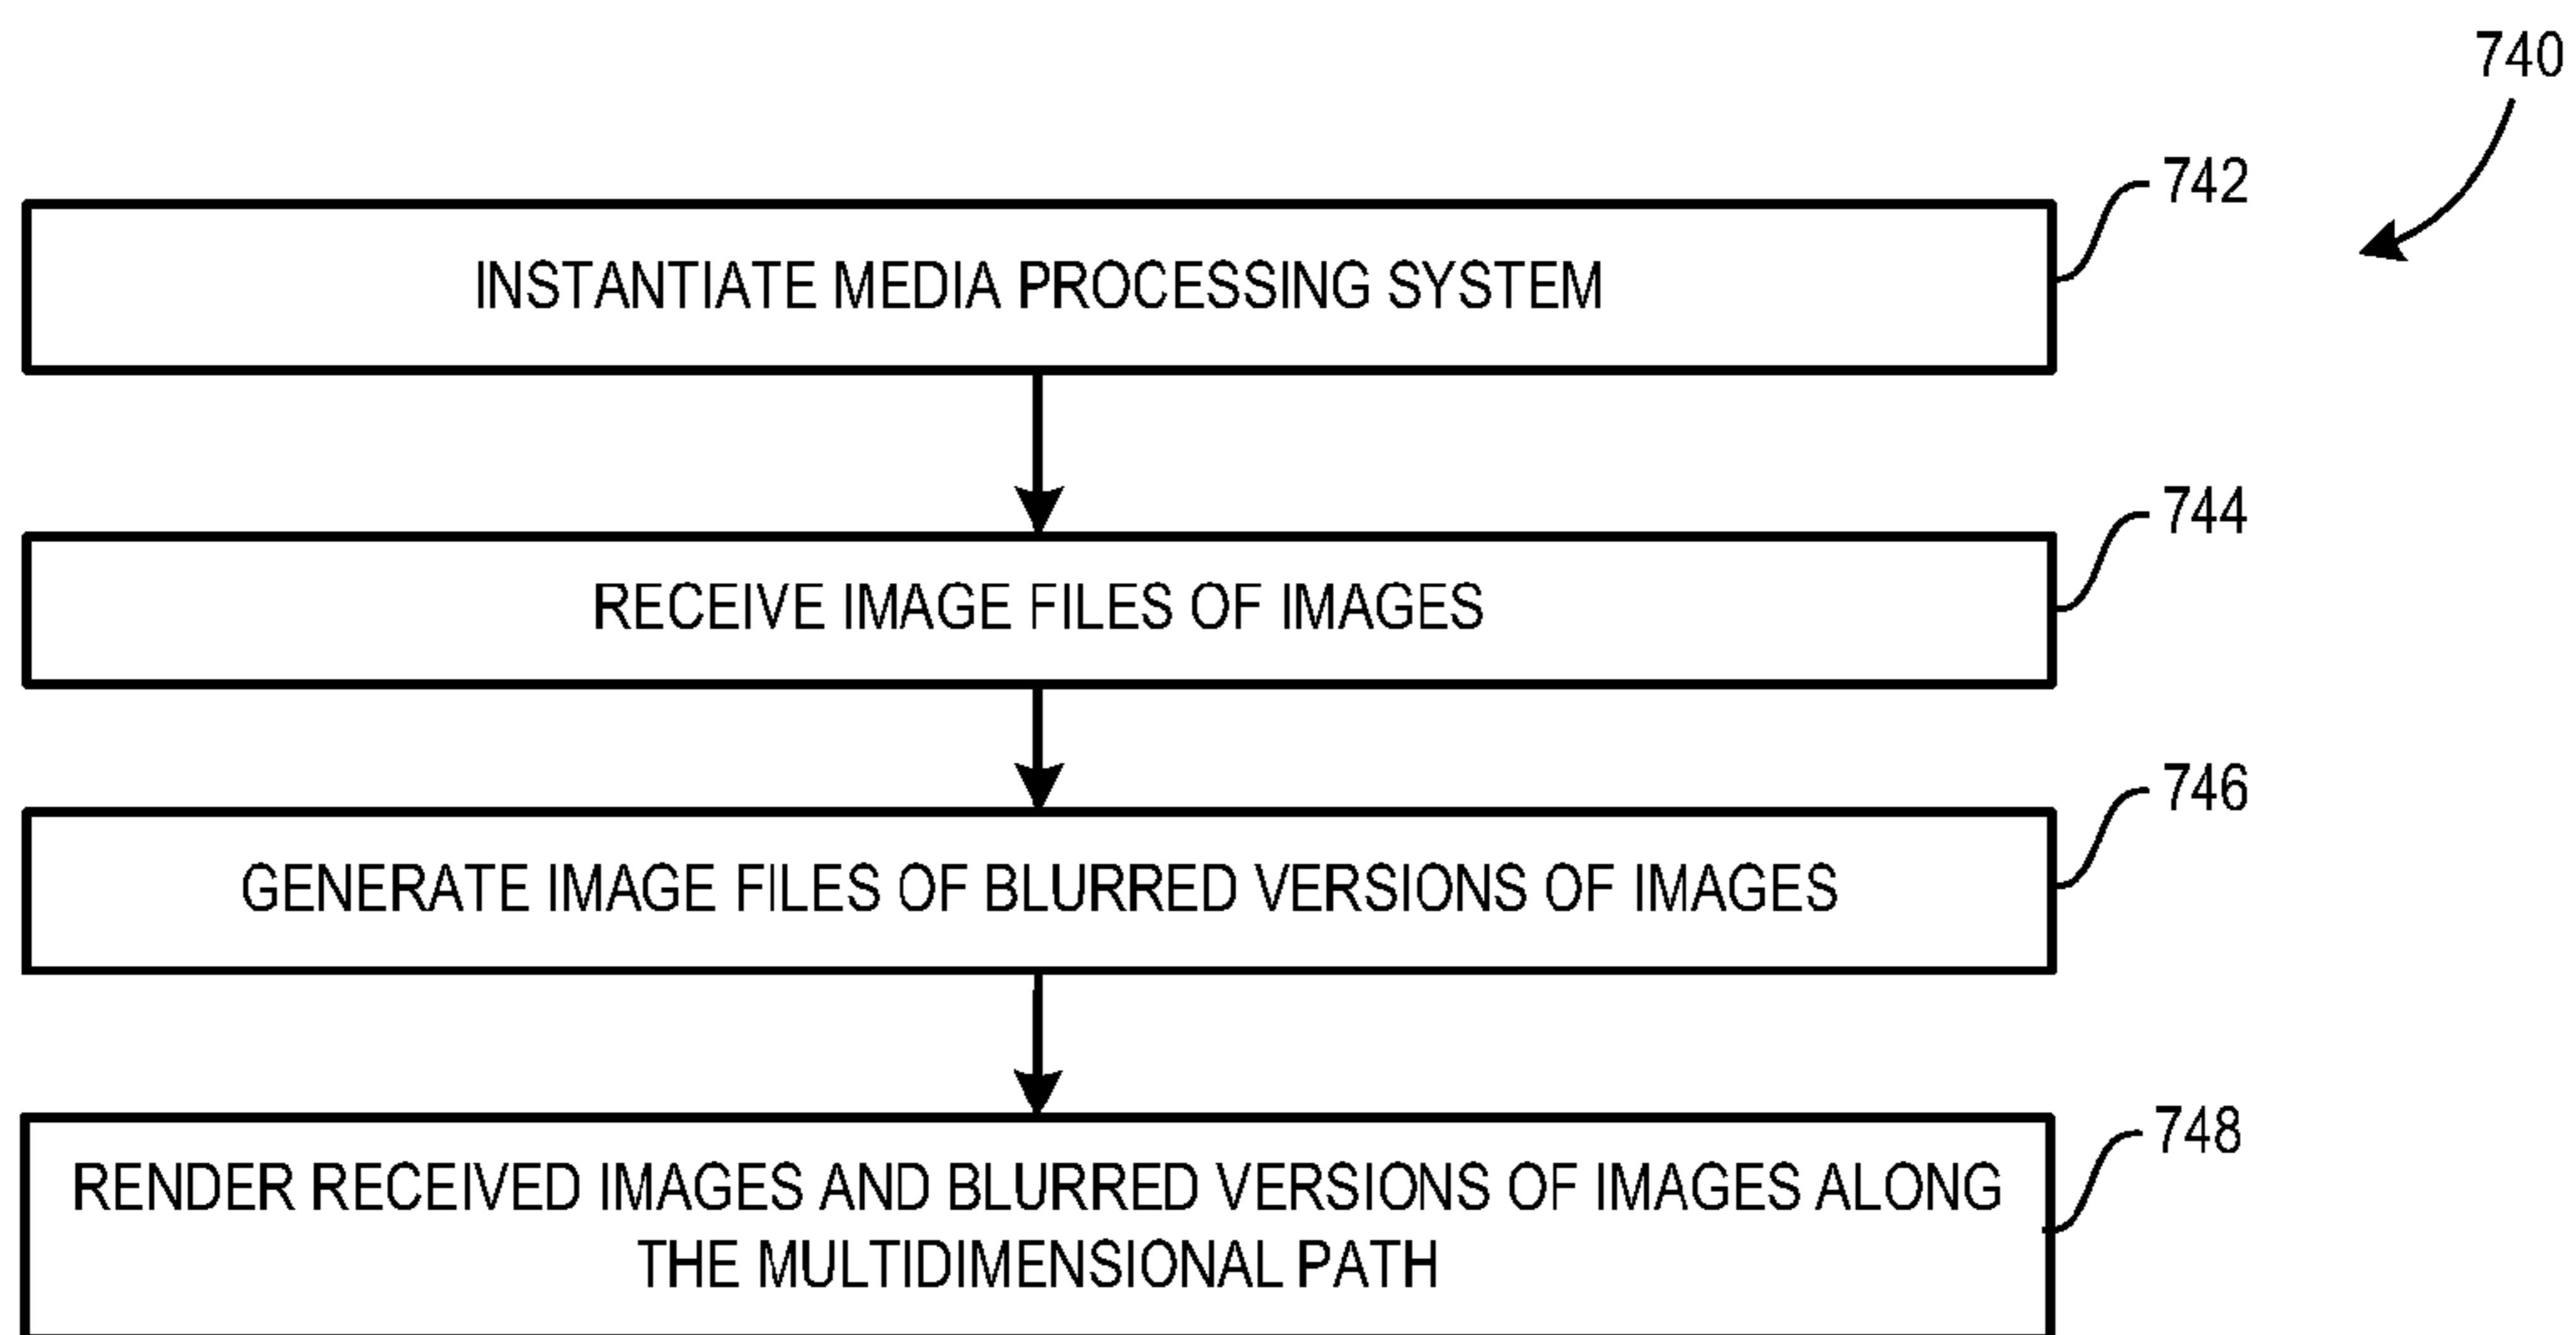 740
742
INSTANTIATE MEDIA PROCESSING SYSTEM
744
RECEIVE IMAGE FILES OF IMAGES
746
GENERATE IMAGE FILES OF BLURRED VERSIONS OF IMAGES
748
RENDER RECEIVED IMAGES AND BLURRED VERSIONS OF IMAGES ALONG
THE MULTIDIMENSIONAL PATH